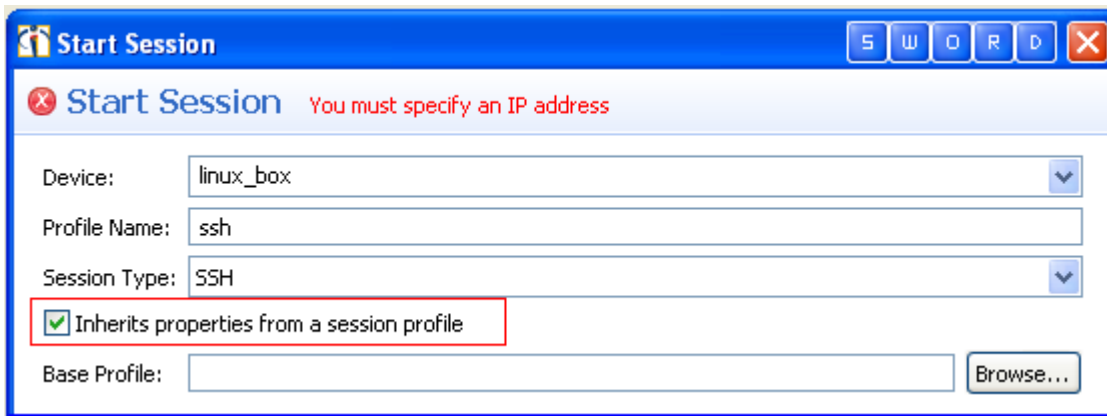 Start Session S W O R D
Start Session You must specify an IP address
Device: linux_box
Profile Name: ssh
Session Type: SSH
Inherits properties from a session profile
Base Profile: Browse...